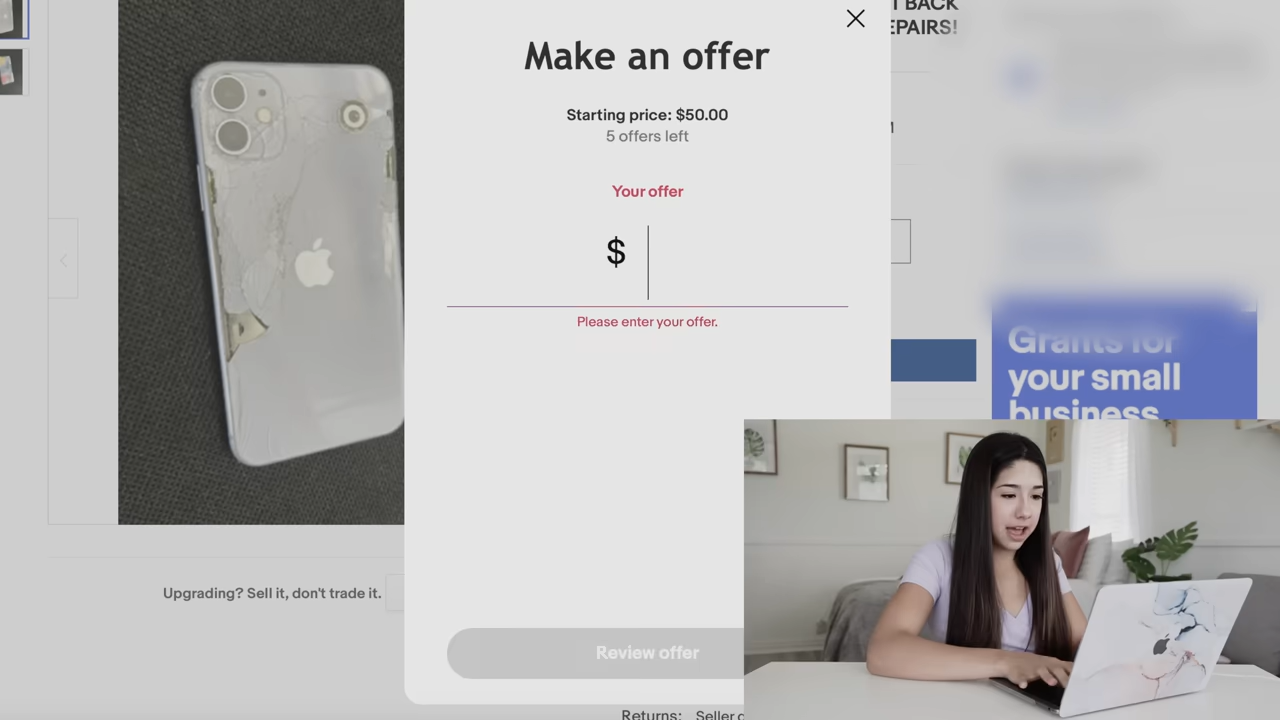 T BACK
EPAIRS!
Make an offer
Starting price: $50.00
5 offers left
Your offer
$
Please enter your offer.
Grants for
your small
business
Upgrading? Sell it, don't trade it.
Review offer
Returns: Seller